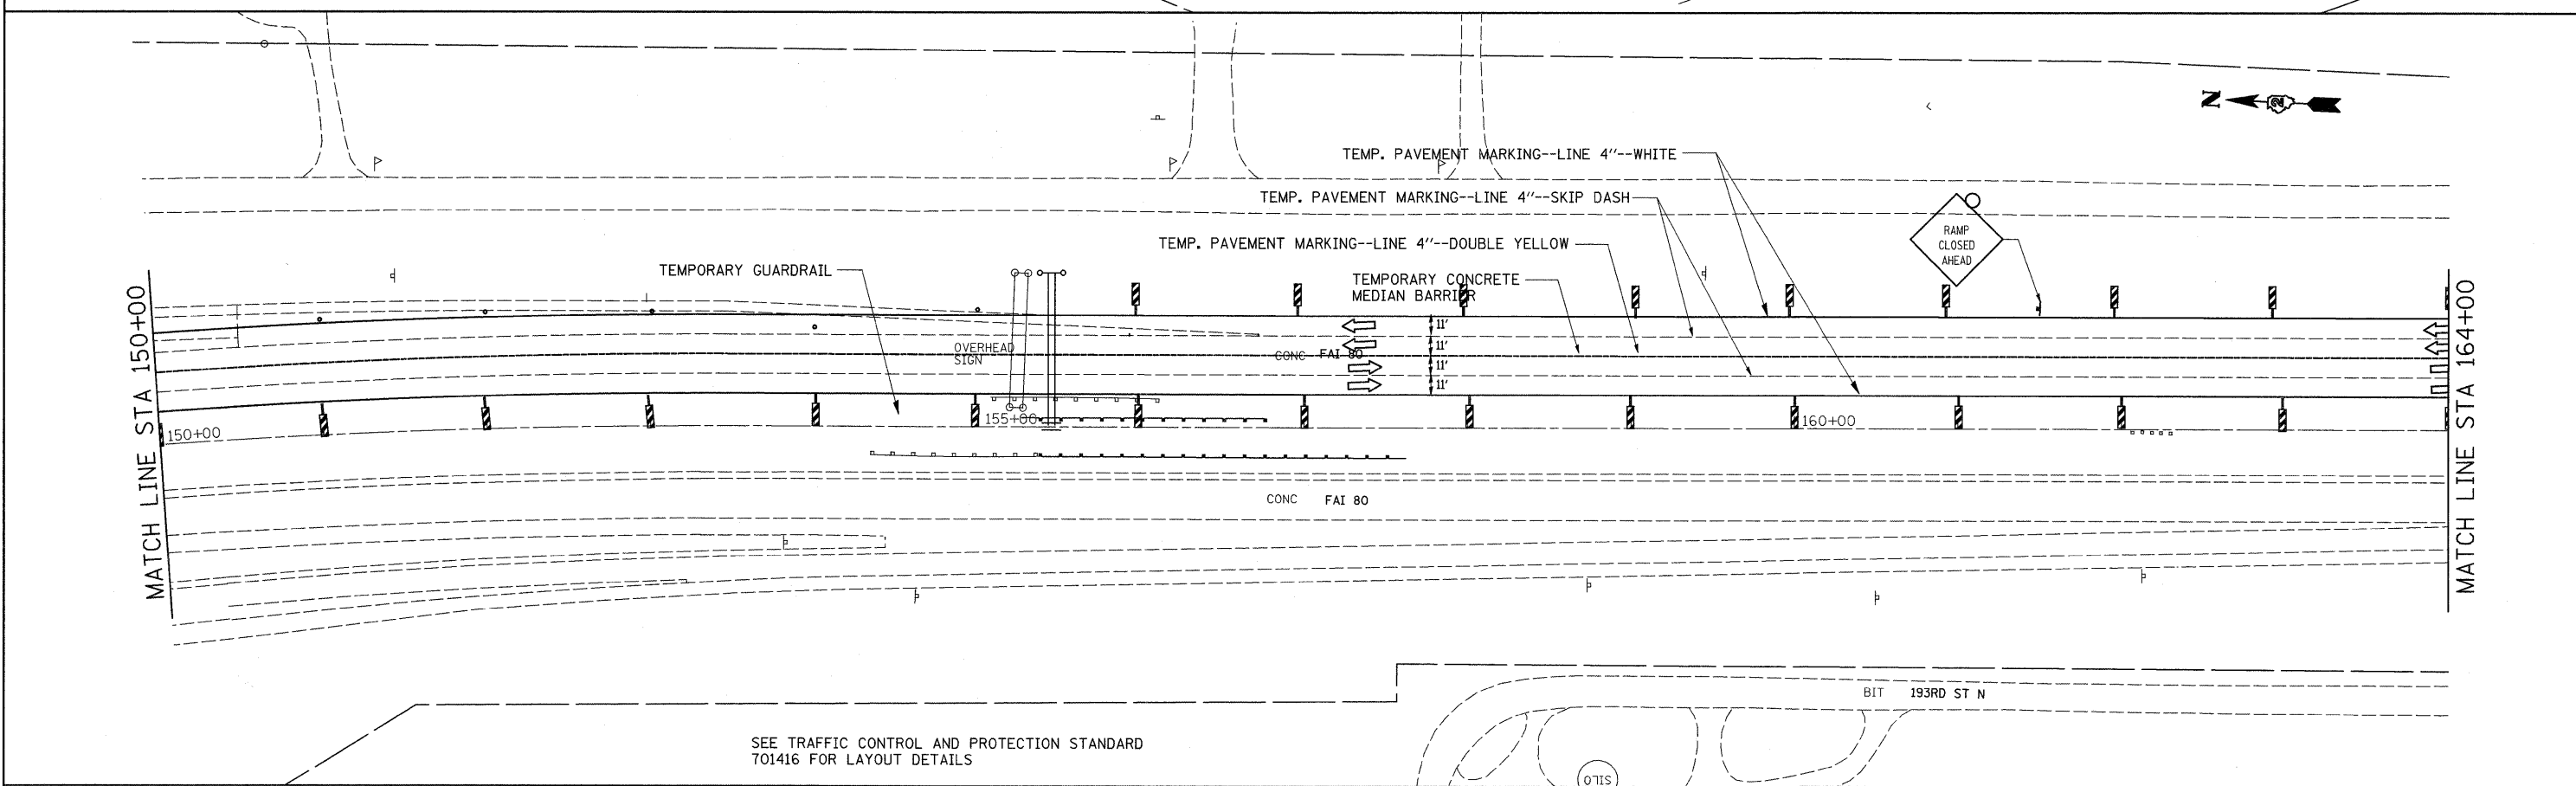 N
2
TEMP. PAVEMENT MARKING--LINE 4"--WHITE
TEMP. PAVEMENT MARKING--LINE 4"--SKIP DASH
TEMP. PAVEMENT MARKING--LINE 4"--DOUBLE YELLOW
RAMP
CLOSED
AHEAD
TEMPORARY GUARDRAIL
TEMPORARY CONCRETE
MEDIAN BARRIER
MATCH LINE STA 150+00
MATCH LINE STA 164+00
11'
11'
11'
11'
OVERHEAD
SIGN
CONC FAI 80
150+00
155+00
160+00
CONC FAI 80
BIT 193RD ST N
SEE TRAFFIC CONTROL AND PROTECTION STANDARD
701416 FOR LAYOUT DETAILS
SILO